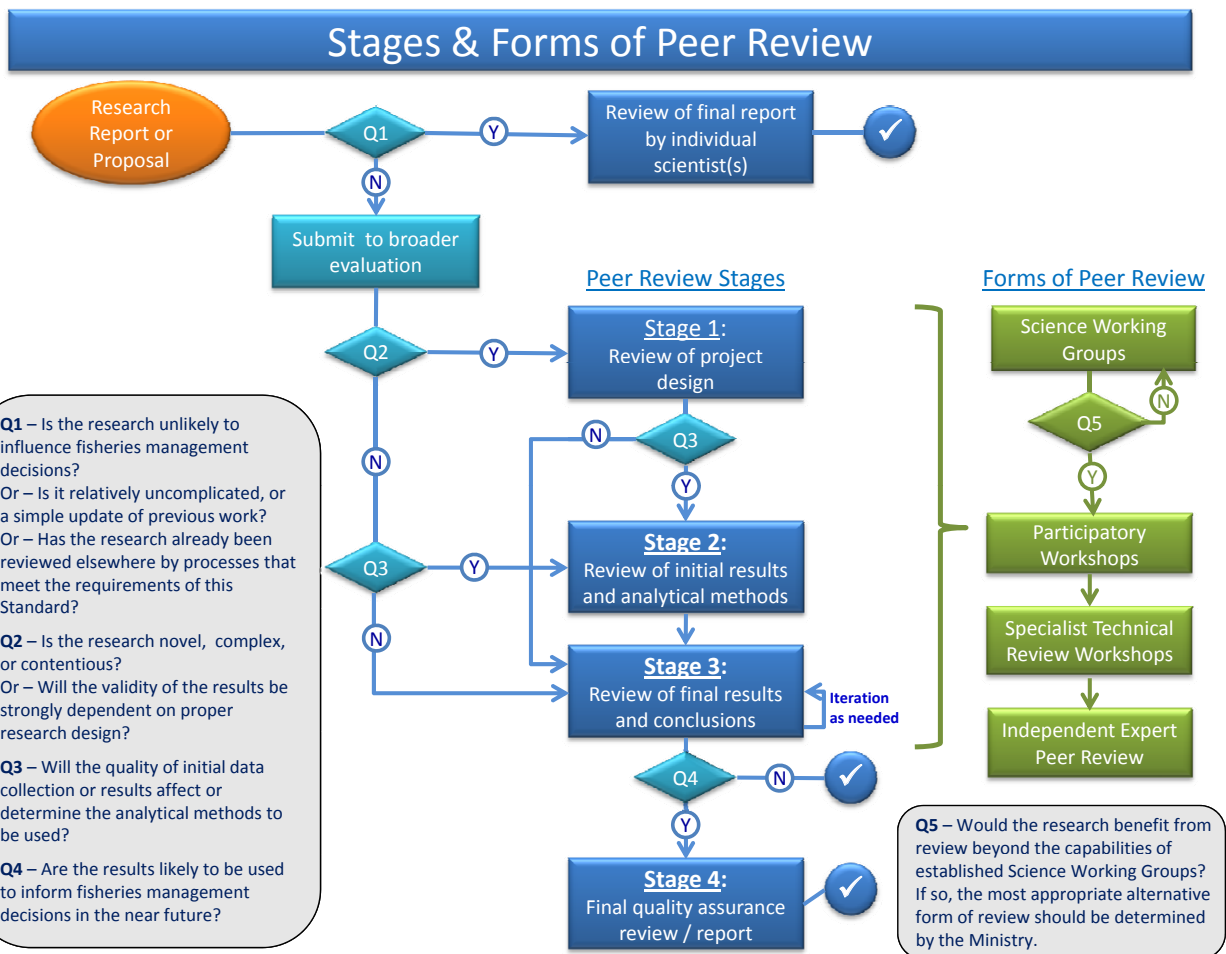 Stages & Forms of Peer Review
Research
Report or
Proposal
Q1
Y
Review of final report
by individual
scientist(s)
N
Submit to broader
evaluation
Peer Review Stages
Forms of Peer Review
Q2
Y
Stage 1:
Review of project
design
Science Working
Groups
N
Q5
N
Q3
Y
Y
N
Q3
Y
Stage 2:
Review of initial results
and analytical methods
Participatory
Workshops
N
Stage 3:
Review of final results
and conclusions
Iteration
as needed
Specialist Technical
Review Workshops
Independent Expert
Peer Review
Q4
N
Y
Stage 4:
Final quality assurance
review / report
Q1 – Is the research unlikely to
influence fisheries management
decisions?
Or – Is it relatively uncomplicated, or
a simple update of previous work?
Or – Has the research already been
reviewed elsewhere by processes that
meet the requirements of this
Standard?
Q2 – Is the research novel, complex,
or contentious?
Or – Will the validity of the results be
strongly dependent on proper
research design?
Q3 – Will the quality of initial data
collection or results affect or
determine the analytical methods to
be used?
Q4 – Are the results likely to be used
to inform fisheries management
decisions in the near future?
Q5 – Would the research benefit from
review beyond the capabilities of
established Science Working Groups?
If so, the most appropriate alternative
form of review should be determined
by the Ministry.